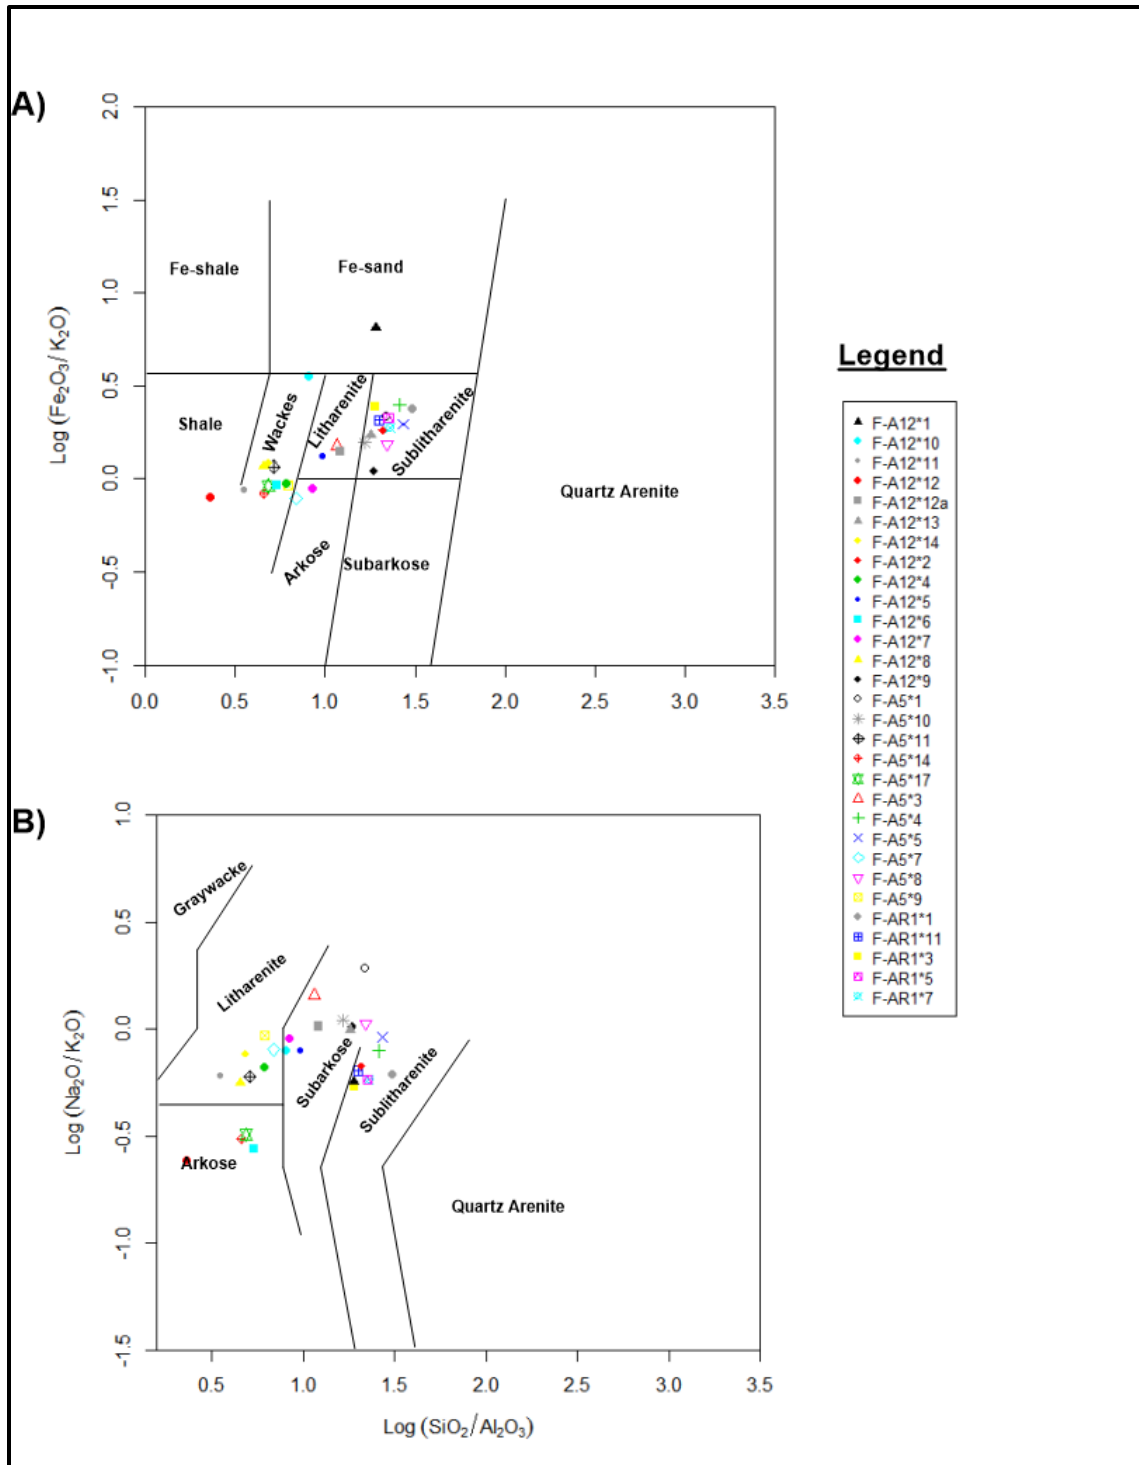 A)
Log (Fe₂O₃/K₂O)
2.0
1.5
1.0
0.5
0.0
-0.5
-1.0
Fe-shale
Fe-sand
Shale
Wackes
Litharenite
Sublitharenite
Quartz Arenite
Arkose
Subarkose
0.0 0.5 1.0 1.5 2.0 2.5 3.0 3.5
B)
Log (Na₂O/K₂O)
1.0
0.5
0.0
-0.5
-1.0
-1.5
Graywacke
Litharenite
Subarkose
Sublitharenite
Arkose
Quartz Arenite
0.5 1.0 1.5 2.0 2.5 3.0 3.5
Log (SiO₂/Al₂O₃)
Legend
F-A12*1
F-A12*10
F-A12*11
F-A12*12
F-A12*12a
F-A12*13
F-A12*14
F-A12*2
F-A12*4
F-A12*5
F-A12*6
F-A12*7
F-A12*8
F-A12*9
F-A5*1
F-A5*10
F-A5*11
F-A5*14
F-A5*17
F-A5*3
F-A5*4
F-A5*5
F-A5*7
F-A5*8
F-A5*9
F-AR1*1
F-AR1*11
F-AR1*3
F-AR1*5
F-AR1*7